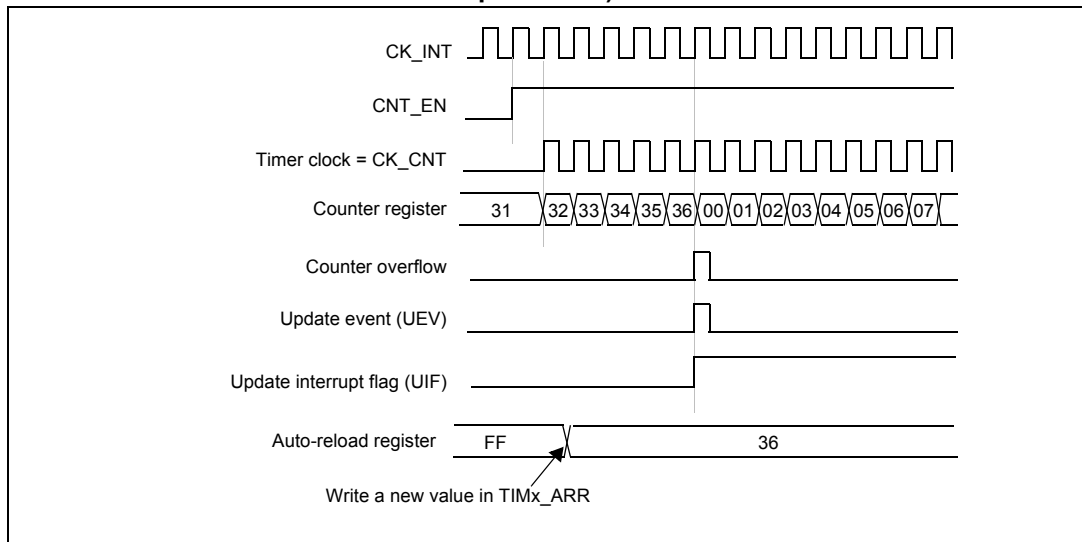 CK_INT
CNT_EN
Timer clock = CK_CNT
Counter register 31 32 33 34 35 36 00 01 02 03 04 05 06 07
Counter overflow
Update event (UEV)
Update interrupt flag (UIF)
Auto-reload register FF 36
Write a new value in TIMx_ARR